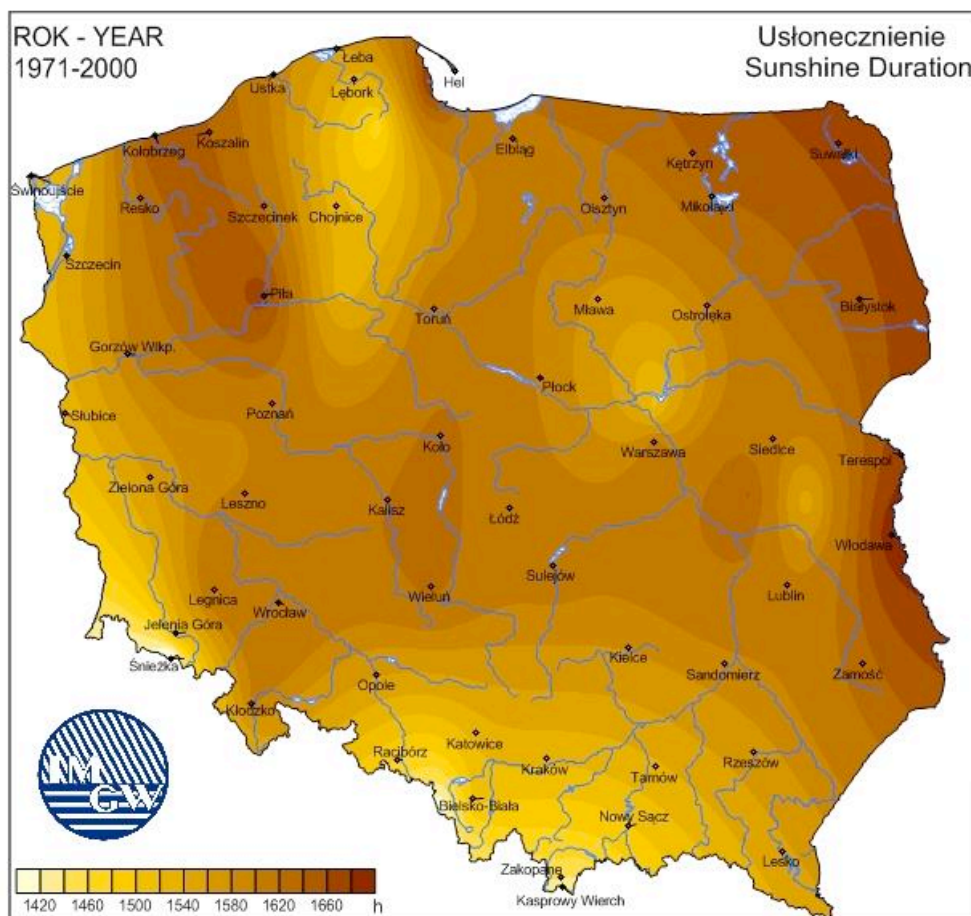 ROK - YEAR
1971-2000
Usłonecznienie
Sunshine Duration
Łeba
Hel
Ustka
Lębork
Kołobrzeg
Koszalin
Elbląg
Kętrzyn
Suwałki
Świnoujście
Resko
Szczecinek
Chojnice
Olsztyn
Mikołajki
Szczecin
Piła
Toruń
Mława
Ostrołęka
Białystok
Gorzów Wlkp.
Płock
Słubice
Poznań
Koło
Warszawa
Siedlce
Terespol
Zielona Góra
Leszno
Kalisz
Łódź
Włodawa
Sulejów
Legnica
Wrocław
Wieluń
Lublin
Jelenia Góra
Śnieżka
Kielce
Sandomierz
Zamość
Opole
Kłodzko
Racibórz
Katowice
Kraków
Tarnów
Rzeszów
Bielsko-Biała
Nowy Sącz
Lesko
Zakopane
Kasprowy Wierch
IM
GW
1420 1460 1500 1540 1580 1620 1660 h